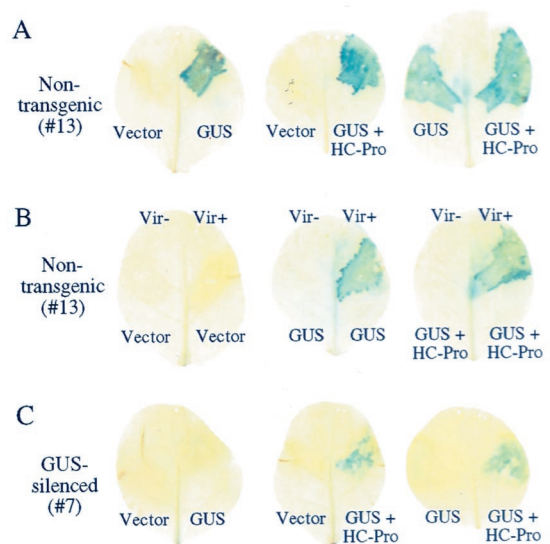 A
Non-
transgenic
(#13)
Vector GUS
Vector GUS +
HC-Pro
GUS GUS +
HC-Pro
B
Non-
transgenic
(#13)
Vir- Vir+
Vector Vector
Vir- Vir+
GUS GUS
Vir- Vir+
GUS + GUS +
HC-Pro HC-Pro
C
GUS-
silenced
(#7)
Vector GUS
Vector GUS +
HC-Pro
GUS GUS +
HC-Pro